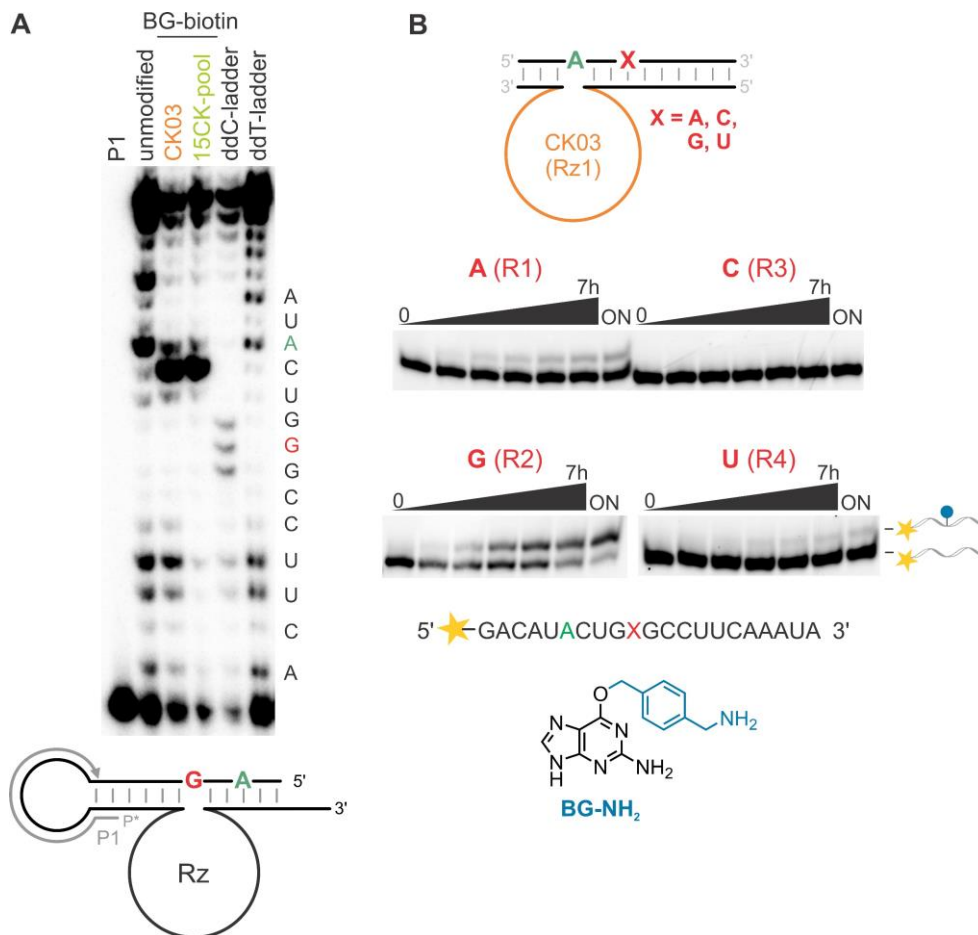 A
BG-biotin
P1
unmodified
CK03
15CK-pool
ddC-ladder
ddT-ladder
A
U
A
C
U
G
G
G
C
C
U
U
C
A
G A 5'
3'
P1
P*
Rz
B
5' A X 3'
3' 5'
CK03
(Rz1)
X = A, C,
G, U
A (R1)
0 7h ON
C (R3)
0 7h ON
G (R2)
0 7h ON
U (R4)
0 7h ON
5' GACAUACUGXGCCUUCAAAUA 3'
O
N
N
N
H
N
NH2
NH2
BG-NH2